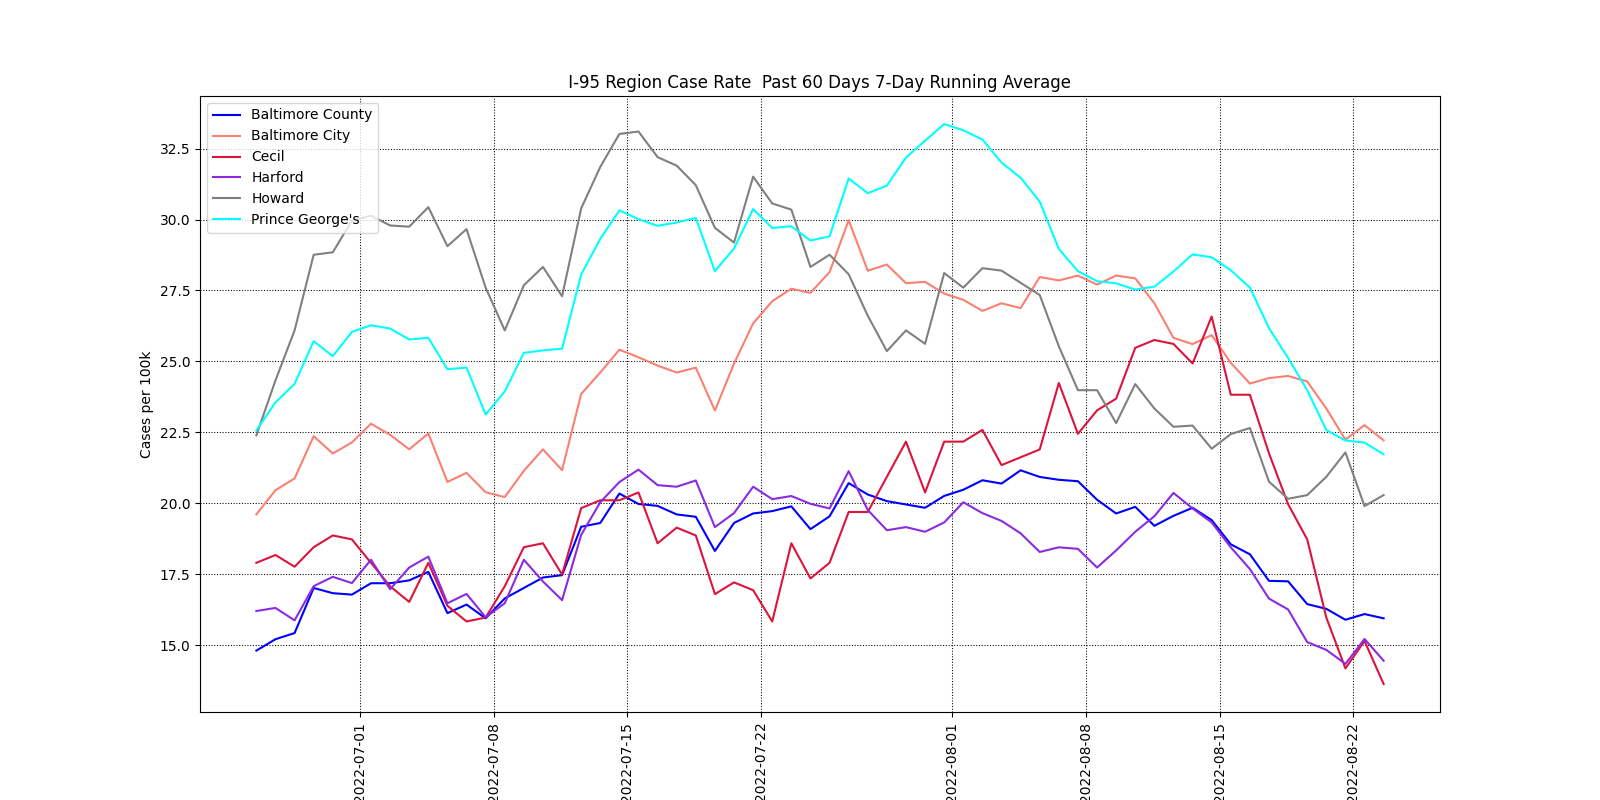 I-95 Region Case Rate  Past 60 Days 7-Day Running Average
Baltimore County
Baltimore City
Cecil
Harford
Howard
Prince George's
Cases per 100k
32.5
30.0
27.5
25.0
22.5
20.0
17.5
15.0
2022-07-01
2022-07-08
2022-07-15
2022-07-22
2022-08-01
2022-08-08
2022-08-15
2022-08-22